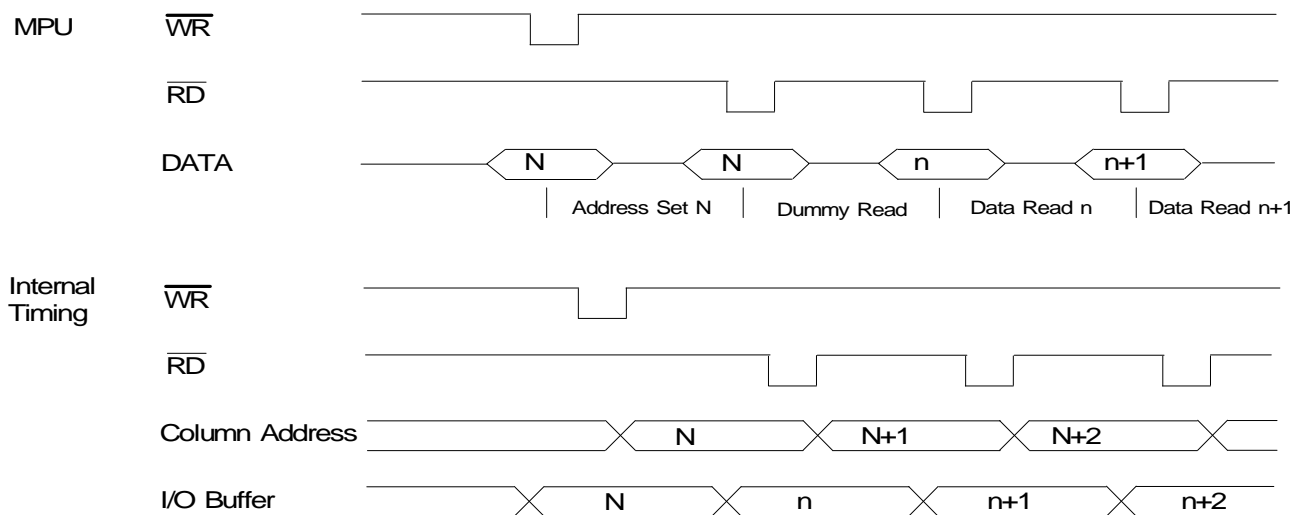 MPU WR
RD
DATA N N n n+1
Address Set N Dummy Read Data Read n Data Read n+1
Internal
Timing WR
RD
Column Address N N+1 N+2
I/O Buffer N n n+1 n+2